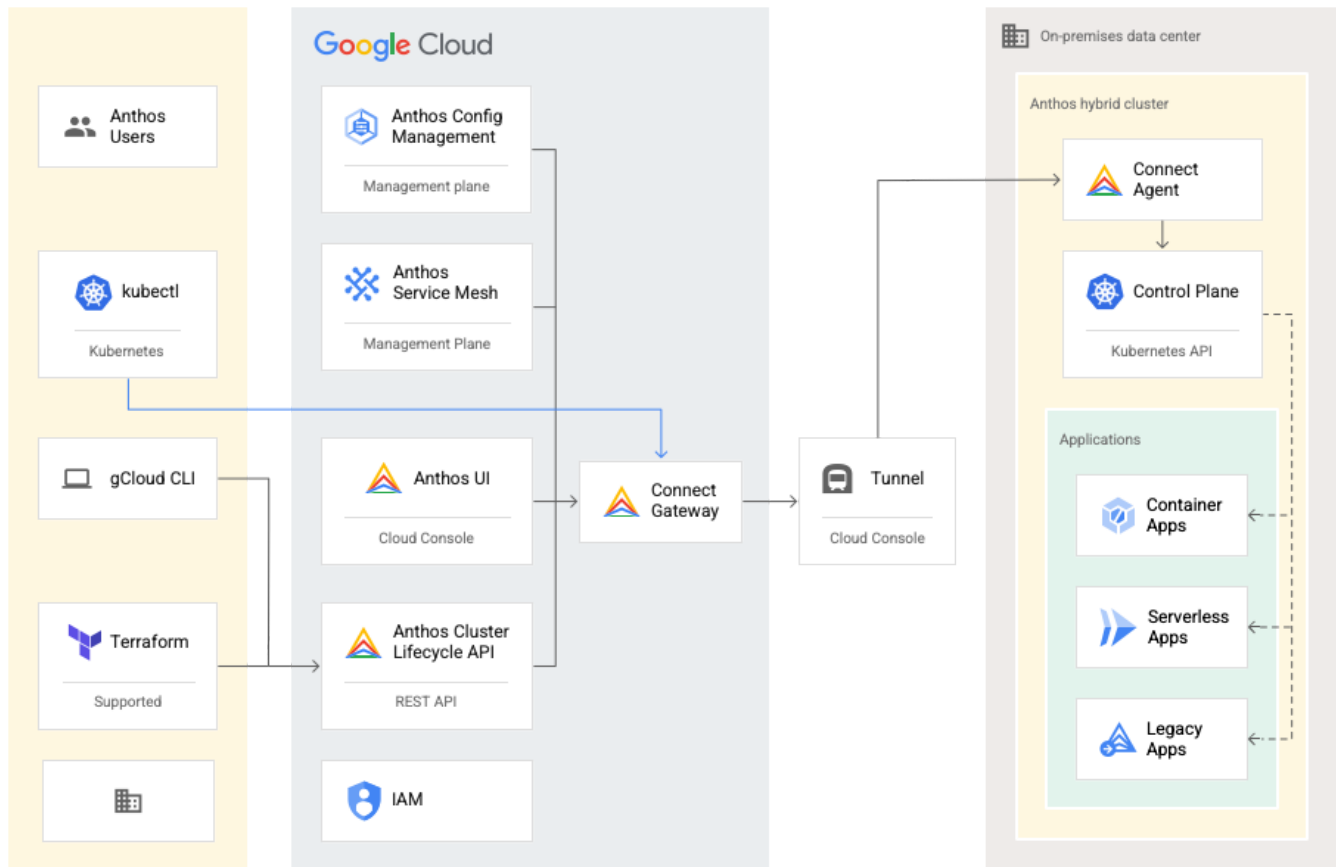 Anthos
Users
kubectl
Kubernetes
gCloud CLI
Terraform
Supported
Google Cloud
Anthos Config
Management
Management plane
Anthos
Service Mesh
Management Plane
Anthos UI
Cloud Console
Anthos Cluster
Lifecycle API
REST API
IAM
Connect
Gateway
Tunnel
Cloud Console
On-premises data center
Anthos hybrid cluster
Connect
Agent
Control Plane
Kubernetes API
Applications
Container
Apps
Serverless
Apps
Legacy
Apps